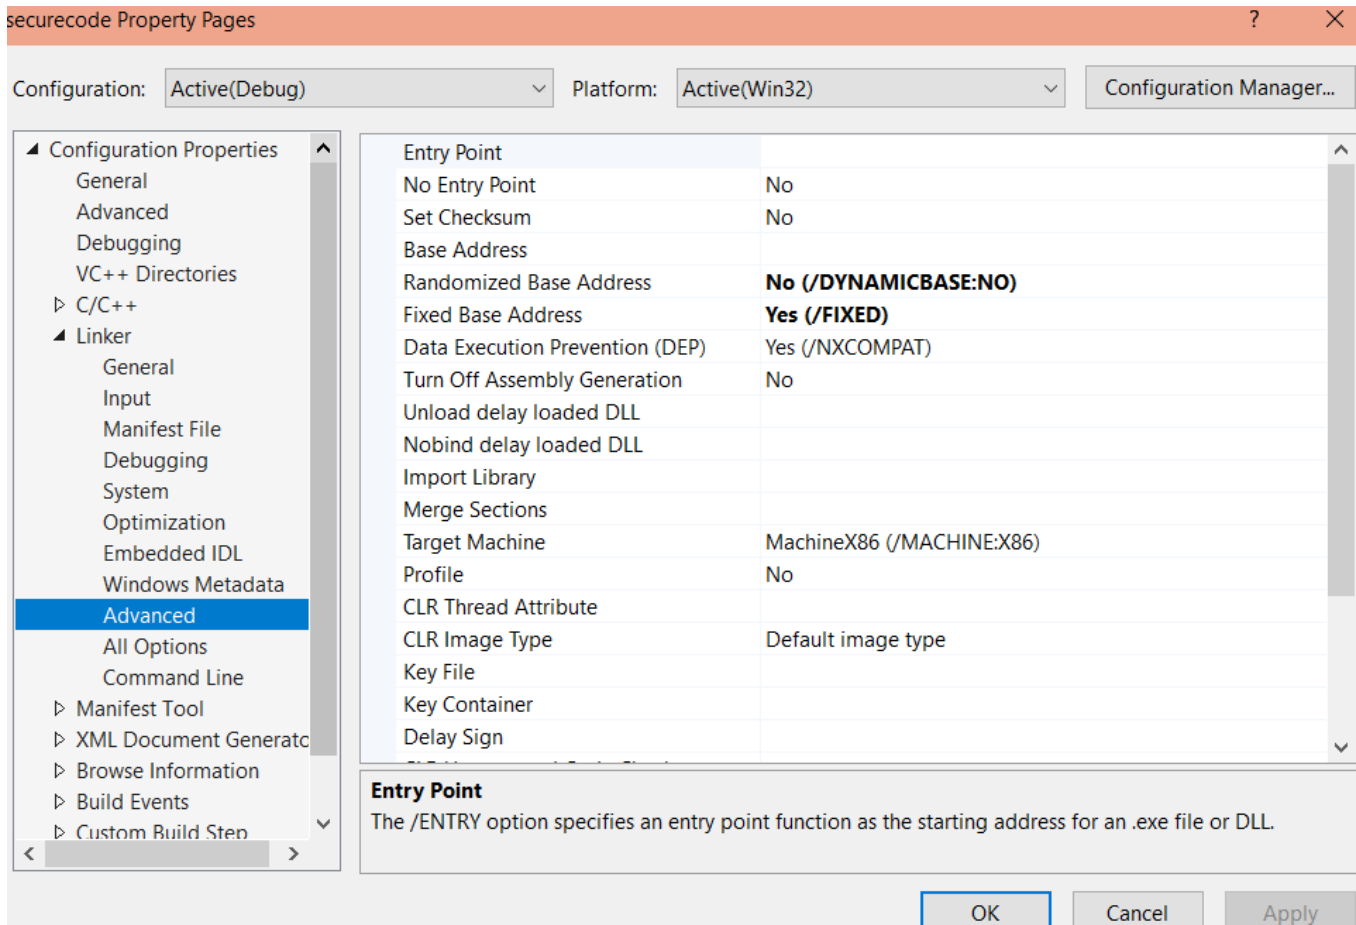 securecode Property Pages ?
Configuration: Active(Debug) Platform: Active(Win32) Configuration Manager...
Configuration Properties
General
Advanced
Debugging
VC++ Directories
C/C++
Linker
General
Input
Manifest File
Debugging
System
Optimization
Embedded IDL
Windows Metadata
Advanced
All Options
Command Line
Manifest Tool
XML Document Generato
Browse Information
Build Events
Custom Build Step
Entry Point
No Entry Point No
Set Checksum No
Base Address
Randomized Base Address No (/DYNAMICBASE:NO)
Fixed Base Address Yes (/FIXED)
Data Execution Prevention (DEP) Yes (/NXCOMPAT)
Turn Off Assembly Generation No
Unload delay loaded DLL
Nobind delay loaded DLL
Import Library
Merge Sections
Target Machine MachineX86 (/MACHINE:X86)
Profile No
CLR Thread Attribute
CLR Image Type Default image type
Key File
Key Container
Delay Sign
Entry Point
The /ENTRY option specifies an entry point function as the starting address for an .exe file or DLL.
OK Cancel Apply